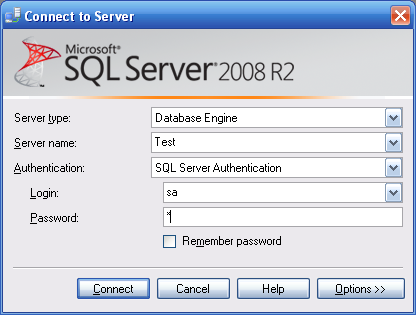 Connect to Server
Microsoft®
SQL Server® 2008 R2
Server type: Database Engine
Server name: Test
Authentication: SQL Server Authentication
Login: sa
Password: *
Remember password
Connect Cancel Help Options >>